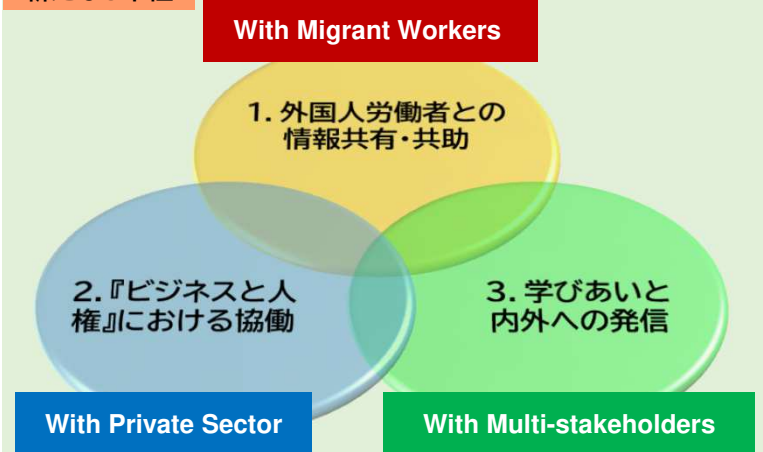 With Migrant Workers
1. 外国人労働者との
情報共有・共助
2.『ビジネスと人
権』における協働
3. 学びあいと
内外への発信
With Private Sector
With Multi-stakeholders